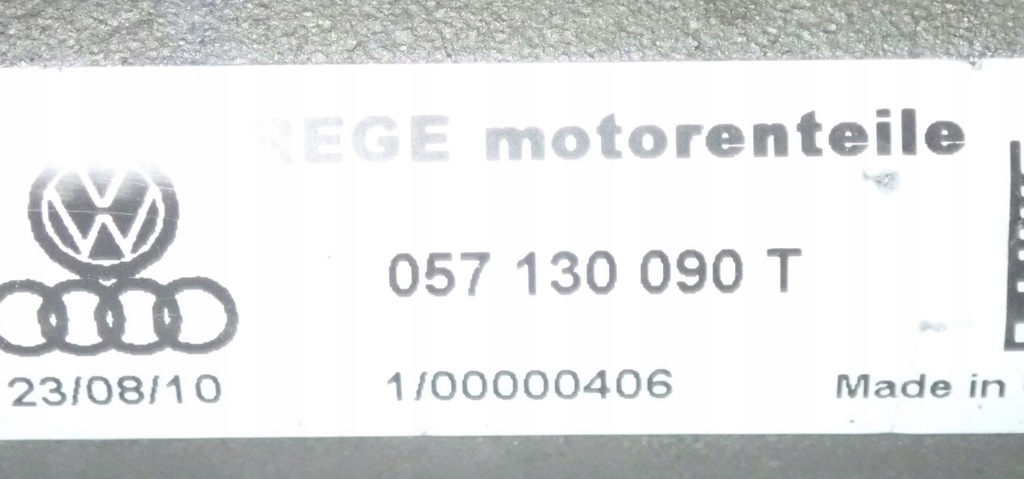 REGE motorenteile
057 130 090 T
23/08/10 1/00000406 Made in